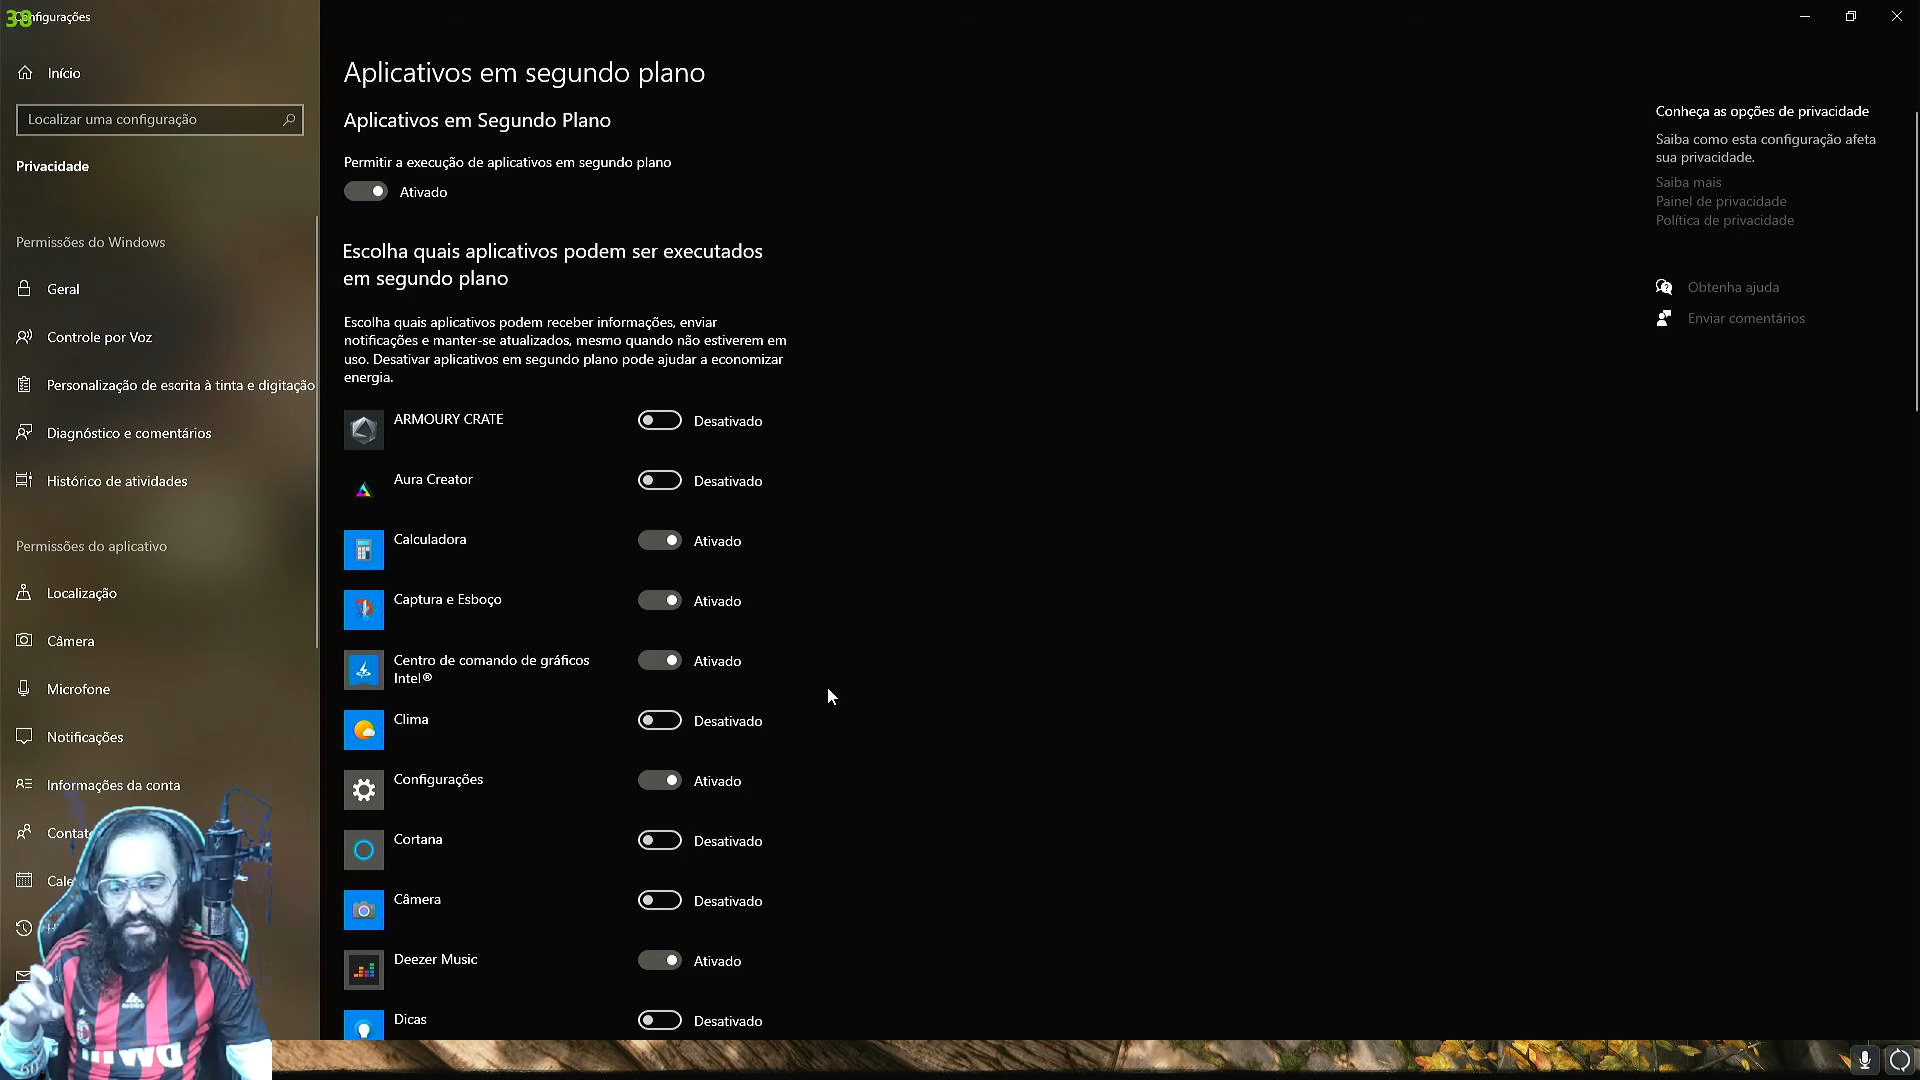 38
Configurações
Início
Localizar uma configuração
Privacidade
Permissões do Windows
Geral
Controle por Voz
Personalização de escrita à tinta e digitação
Diagnóstico e comentários
Histórico de atividades
Permissões do aplicativo
Localização
Câmera
Microfone
Notificações
Informações da conta
Aplicativos em segundo plano
Aplicativos em Segundo Plano
Permitir a execução de aplicativos em segundo plano
Ativado
Escolha quais aplicativos podem ser executados
em segundo plano
Escolha quais aplicativos podem receber informações, enviar
notificações e manter-se atualizados, mesmo quando não estiverem em
uso. Desativar aplicativos em segundo plano pode ajudar a economizar
energia.
ARMOURY CRATE Desativado
Aura Creator Desativado
Calculadora Ativado
Captura e Esboço Ativado
Centro de comando de gráficos Ativado
Intel®
Clima Desativado
Configurações Ativado
Cortana Desativado
Câmera Desativado
Deezer Music Ativado
Dicas Desativado
Conheça as opções de privacidade
Saiba como esta configuração afeta
sua privacidade.
Saiba mais
Painel de privacidade
Política de privacidade
Obtenha ajuda
Enviar comentários